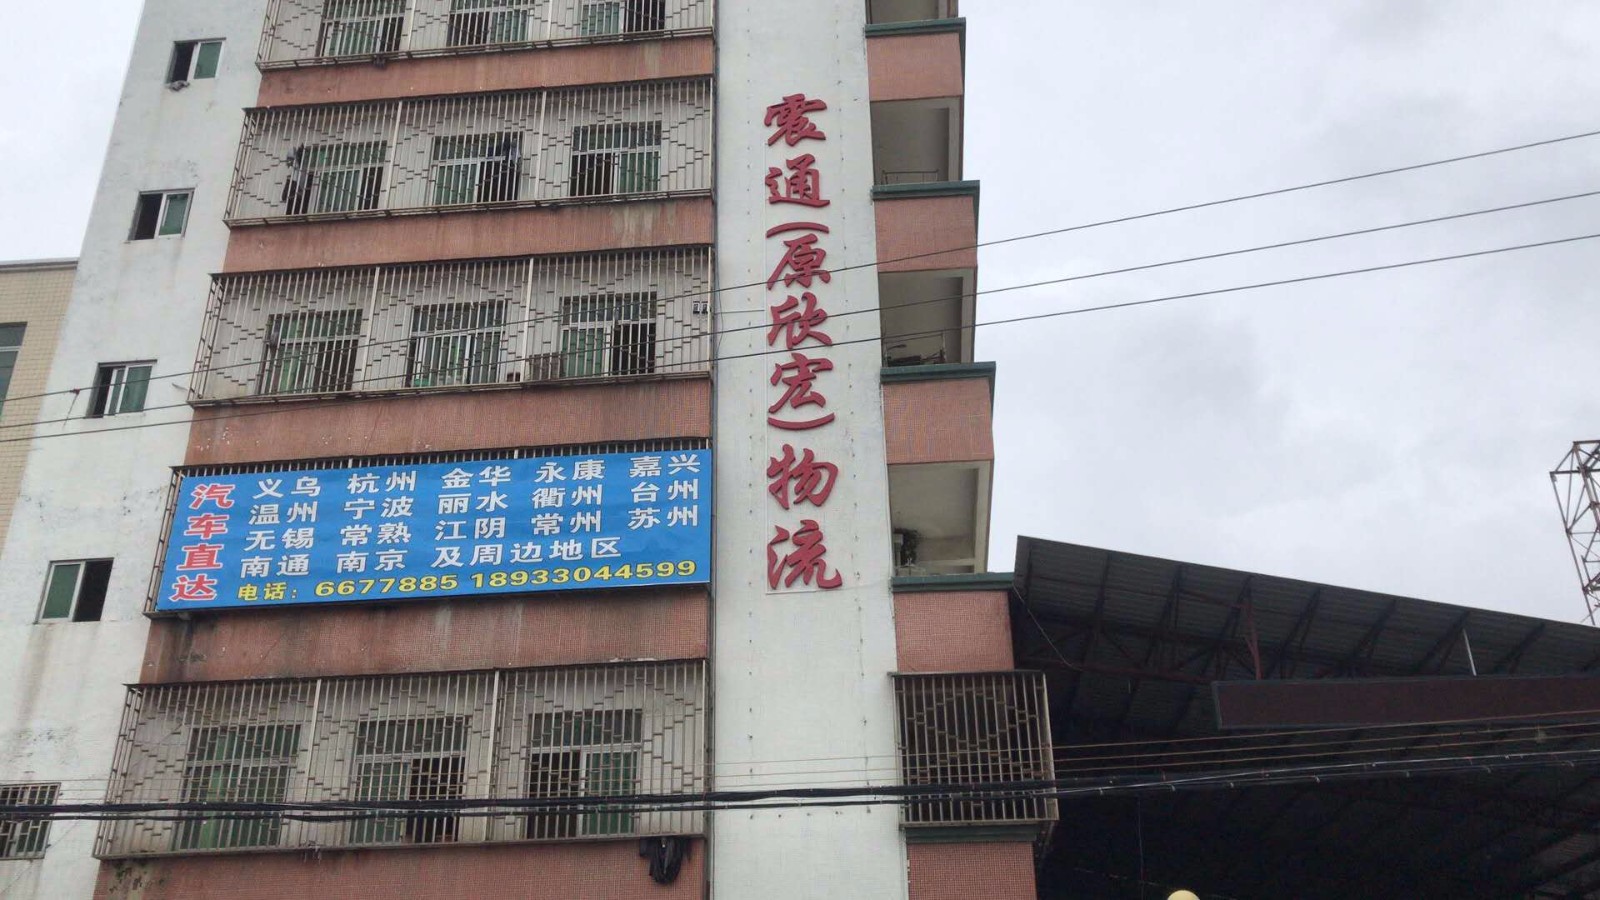 震通(原欣宏)物流
汽车直达
义乌 杭州 金华 永康 嘉兴
温州 宁波 丽水 衢州 台州
无锡 常熟 江阴 常州 苏州
南通 南京 及周边地区
电话：6677885 18933044599